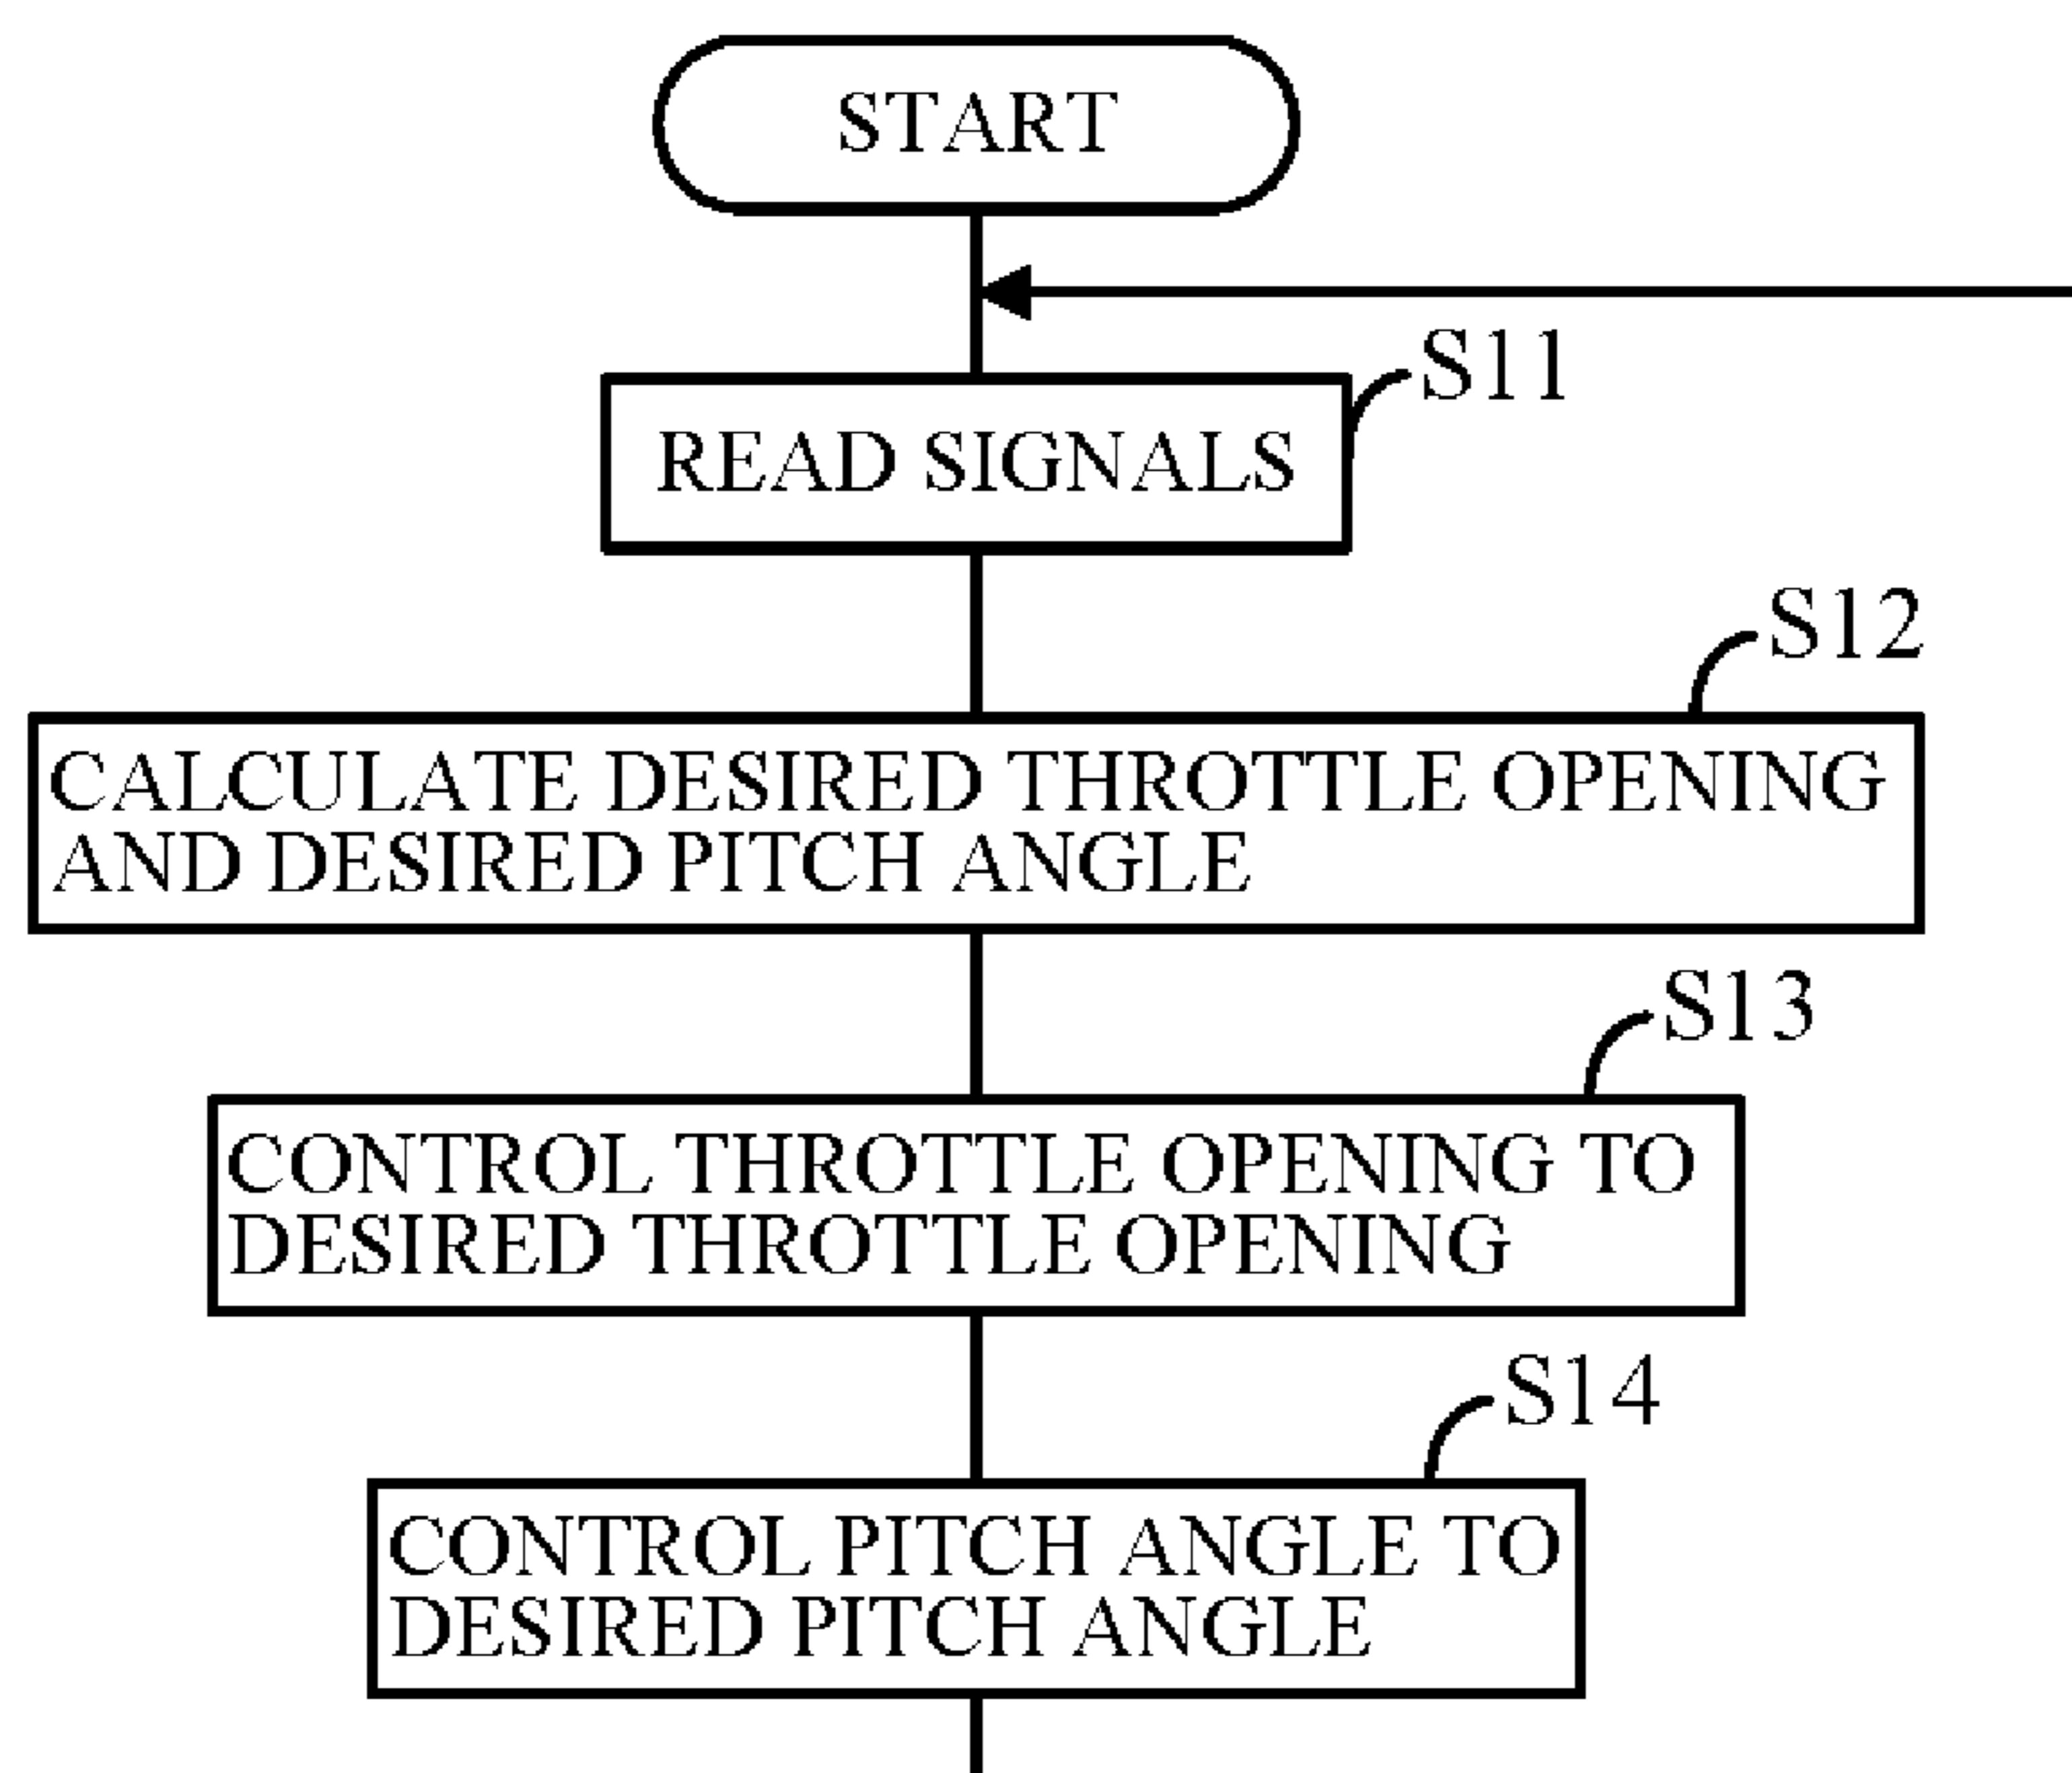 START
S11
READ SIGNALS
S12
CALCULATE DESIRED THROTTLE OPENING
AND DESIRED PITCH ANGLE
S13
CONTROL THROTTLE OPENING TO
DESIRED THROTTLE OPENING
S14
CONTROL PITCH ANGLE TO
DESIRED PITCH ANGLE